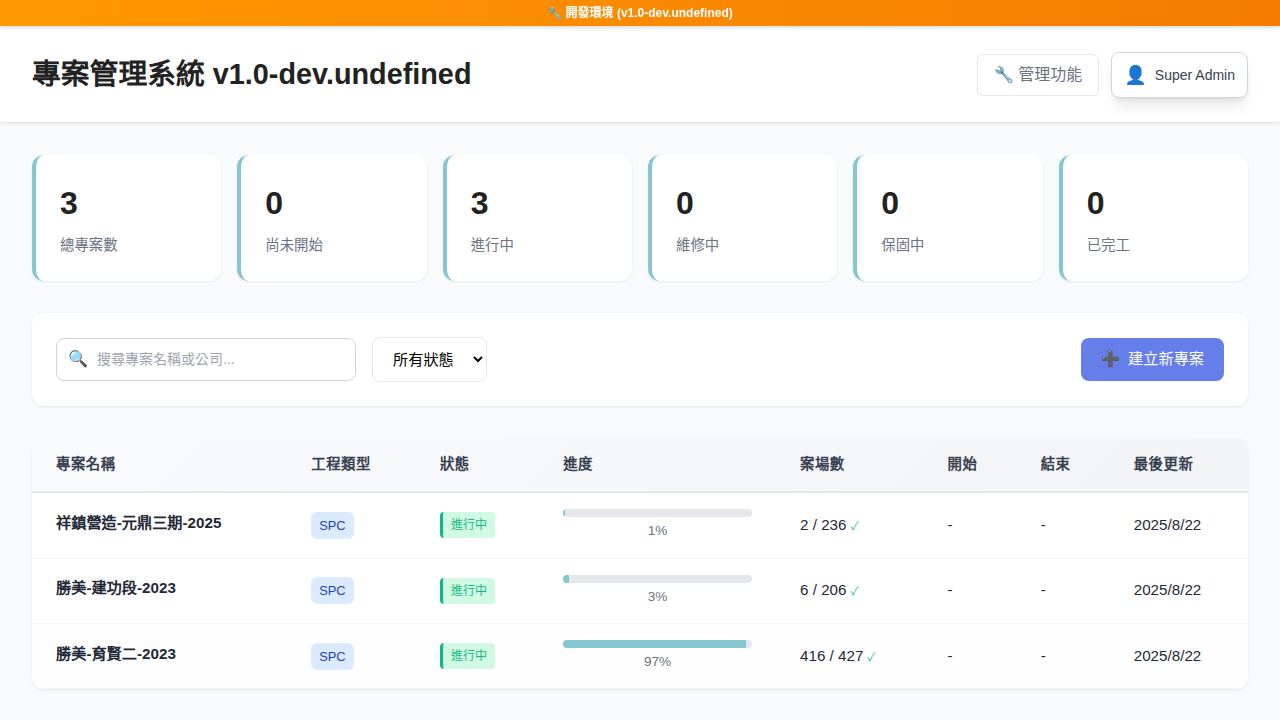 🔧 開發環境 (v1.0-dev.undefined)
專案管理系統 v1.0-dev.undefined
🔧 管理功能
👤 Super Admin
3
總專案數
0
尚未開始
3
進行中
0
維修中
0
保固中
0
已完工
🔍 搜尋專案名稱或公司...
所有狀態
➕ 建立新專案
專案名稱 工程類型 狀態 進度 案場數 開始 結束 最後更新
祥鎮營造-元鼎三期-2025 SPC 進行中 1% 2 / 236 ✓ - - 2025/8/22
勝美-建功段-2023 SPC 進行中 3% 6 / 206 ✓ - - 2025/8/22
勝美-育賢二-2023 SPC 進行中 97% 416 / 427 ✓ - - 2025/8/22